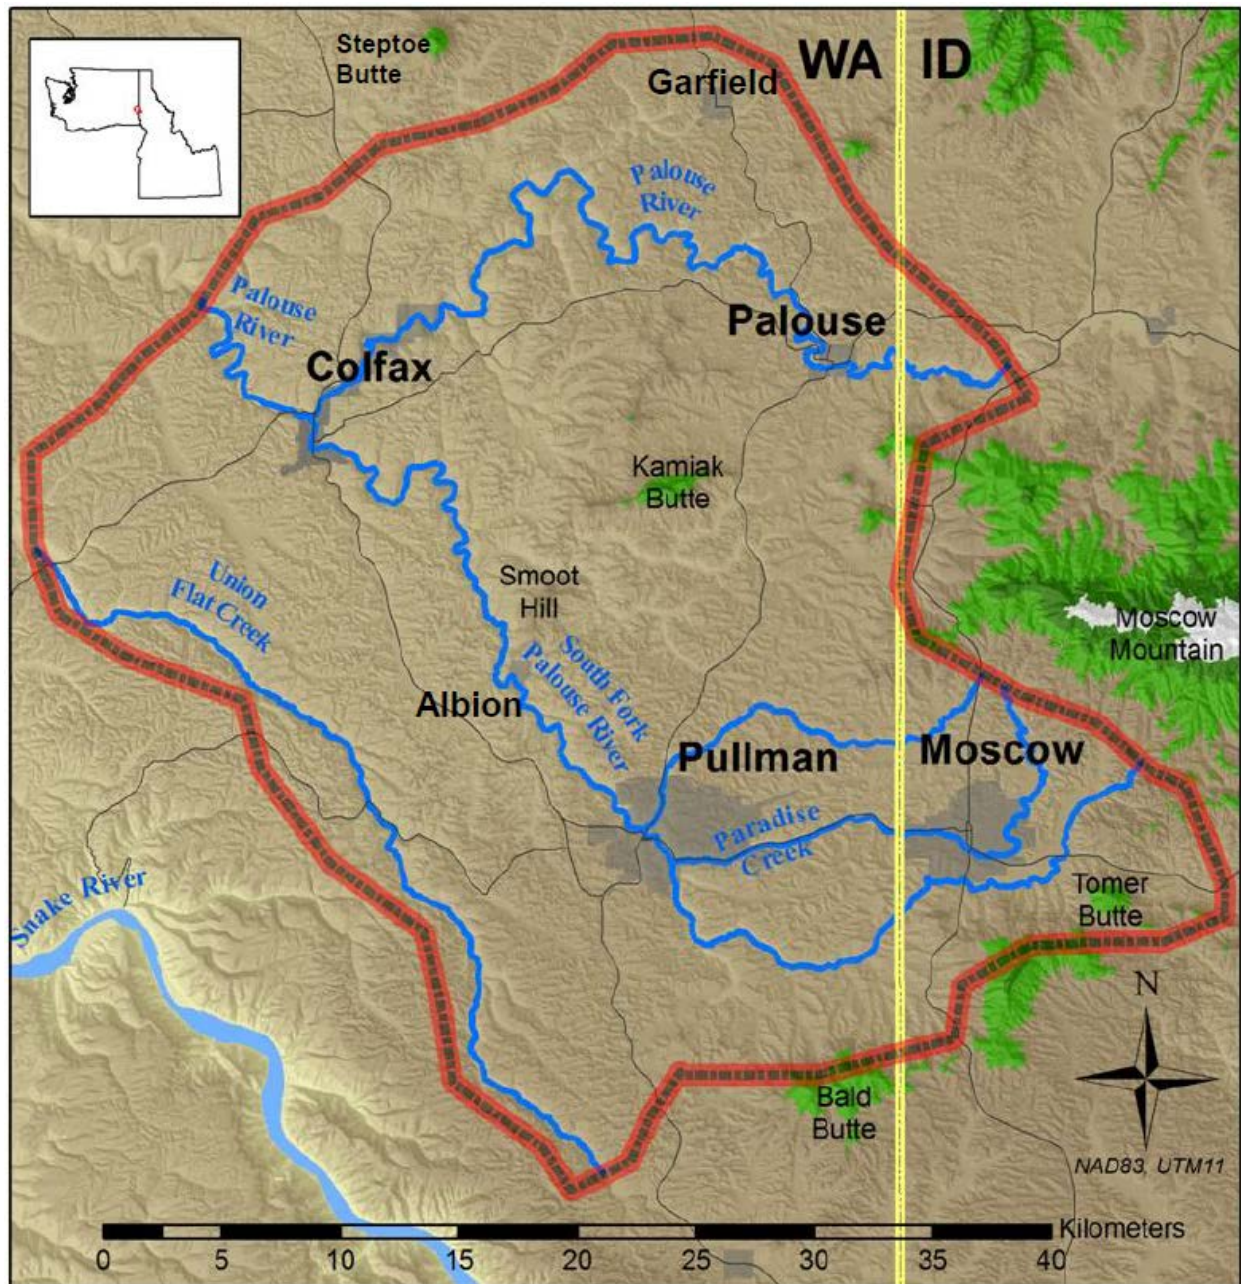 Steptoe
Butte
WA
ID
Garfield
Palouse
River
Palouse
River
Palouse
Colfax
Kamiak
Butte
Union
Flat Creek
Smoot
Hill
South Fork
Palouse River
Moscow
Mountain
Albion
Pullman
Moscow
Paradise
Creek
Snake River
Tomer
Butte
N
Bald
Butte
NAD83, UTM11
Kilometers
0 5 10 15 20 25 30 35 40